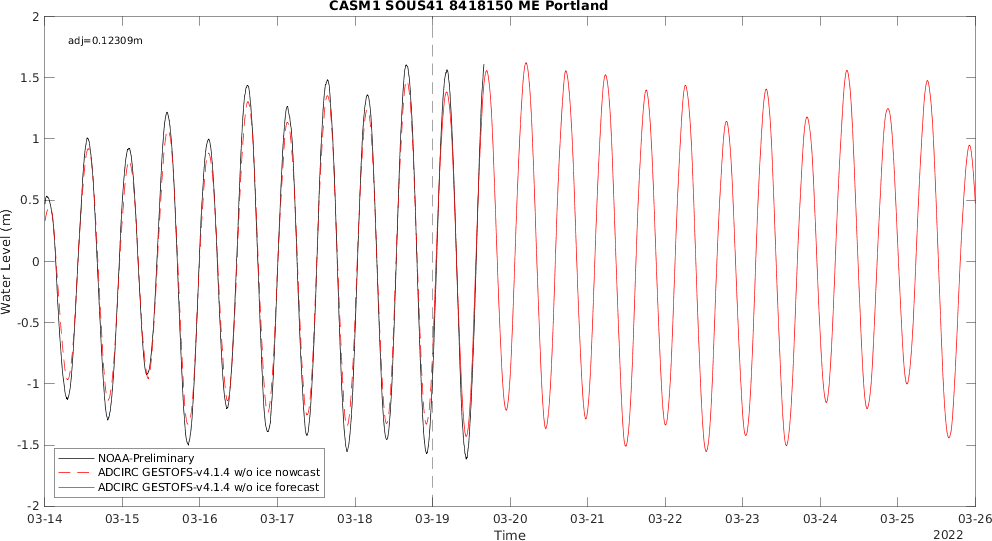 CASM1 SOUS41 8418150 ME Portland
adj=0.12309m
Water Level (m)
2
1.5
1
0.5
0
-0.5
-1
-1.5
-2
NOAA-Preliminary
ADCIRC GESTOFS-v4.1.4 w/o ice nowcast
ADCIRC GESTOFS-v4.1.4 w/o ice forecast
03-14 03-15 03-16 03-17 03-18 03-19 03-20 03-21 03-22 03-23 03-24 03-25 03-26
Time
2022